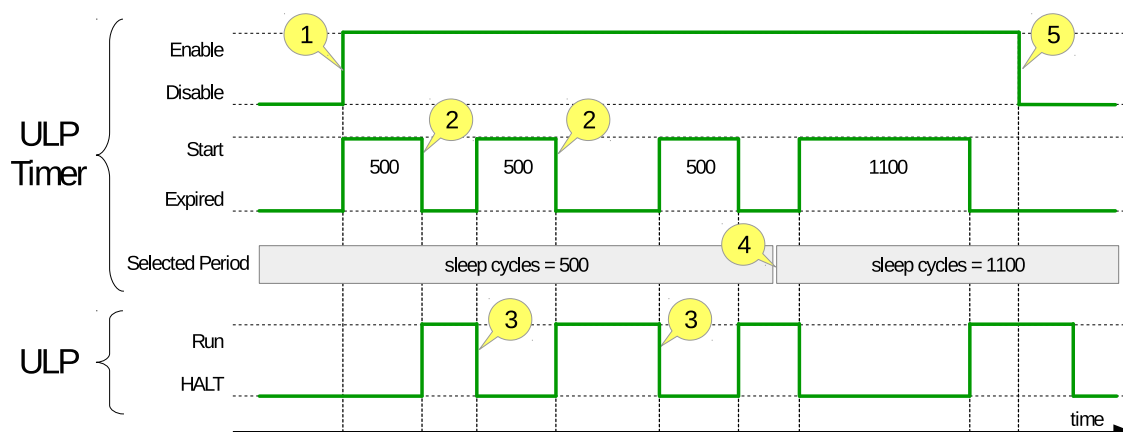 1
5
Enable
Disable
ULP
Timer
2
2
Start
500
500
500
1100
Expired
4
Selected Period
sleep cycles = 500
sleep cycles = 1100
3
3
ULP
Run
HALT
time